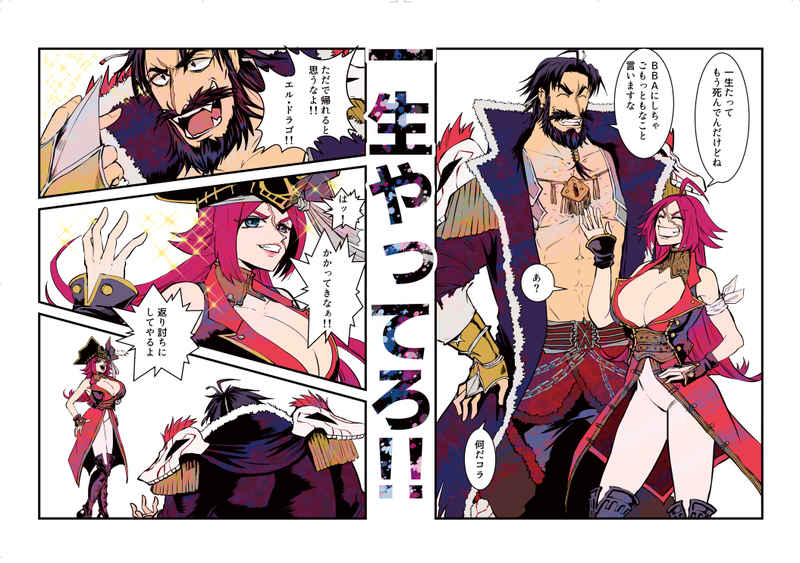 一生たって
もう死んでんだけどね
BBAにしちゃ
ごもっともなこと
言いますな
あ?
何だコラ
一生やってろ!!
ただで帰れると
思うなよ!!
エル・ドラゴ!!
はッ!
かかってきなぁ!!
返り討ちに
してやるよ